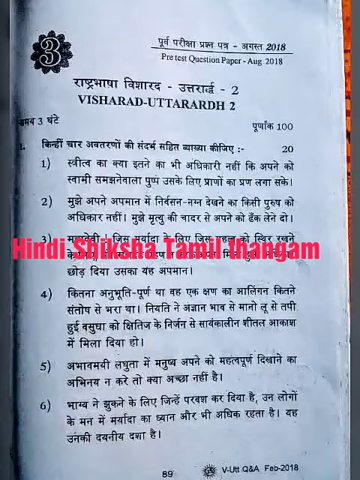 3
पूर्व परीक्षा प्रश्न पत्र - अगस्त 2018
Pre test Question Paper - Aug 2018
राष्ट्रभाषा विशारद - उत्तरार्द्ध - 2
VISHARAD-UTTARARDH 2
समय 3 घंटे पूर्णांक 100
1. किन्हीं चार अवतरणों की संदर्भ सहित व्याख्या कीजिए :- 20
1) स्त्रीत्व का क्या इतने का भी अधिकारी नहीं कि अपने को
स्वामी समझनेवाला पुरुष उसके लिए प्राणों का प्रण लगा सके।
2) मुझे अपने अपमान में निर्वसन-नग्न देखने का किसी पुरुष को
अधिकार नहीं। मुझे मृत्यु की चादर से अपने को ढँक लेने दो।
3) जिस मर्यादा के लिए जिस महत्व को स्थिर रखने
Hindi Shiksha Tamil Jhangam
छोड़ दिया उसका यह अपमान।
4) कितना अनुभूति-पूर्ण था वह एक क्षण का आलिंगन कितने
संतोष से भरा था। नियति ने अज्ञान भाव से मानो लू से तपी
हुई वसुधा को क्षितिज के निर्जन से सायंकालीन शीतल आकाश
में मिला दिया हो।
5) अभावमयी लघुता में मनुष्य अपने को महत्वपूर्ण दिखाने का
अभिनय न करे तो क्या अच्छा नहीं है।
6) भाग्य ने झुकने के लिए जिन्हें परवश कर दिया है, उन लोगों
के मन में मर्यादा का ध्यान और भी अधिक रहता है। यह
उनकी दयनीय दशा है।
89 V-Utt Q&A Feb-2018